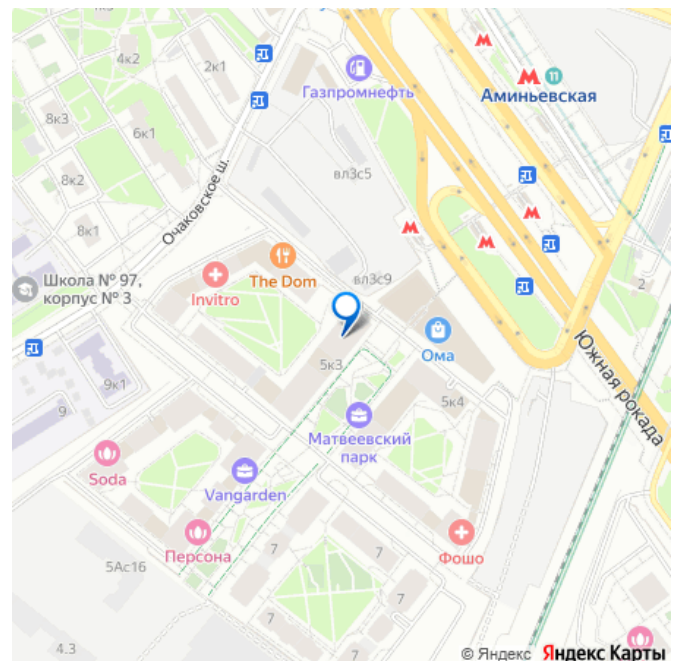 4к2
2к1
Газпромнефть
11
Аминьевская
8к3
6к1
8к2
вл3с5
Очаковское ш.
8к1
Школа № 97,
корпус № 3
Invitro
The Dom
вл3с9
2
Ома
Южная рокада
5к3
9к1
9
5к4
Матвеевский
парк
Soda
Vangarden
Персона
Фошо
7
7
7
7
5Ас16
4.3
© Яндекс Яндекс Карты